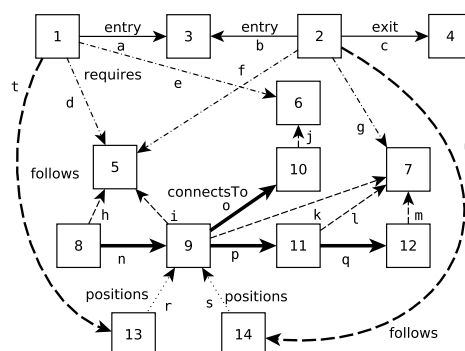 entry
entry
exit
1
3
2
4
a
b
c
t
requires
e
f
d
6
g
j
5
10
7
follows
connectsTo
o
h
i
k
l
m
8
9
11
12
n
p
q
positions
r
s
positions
13
14
follows